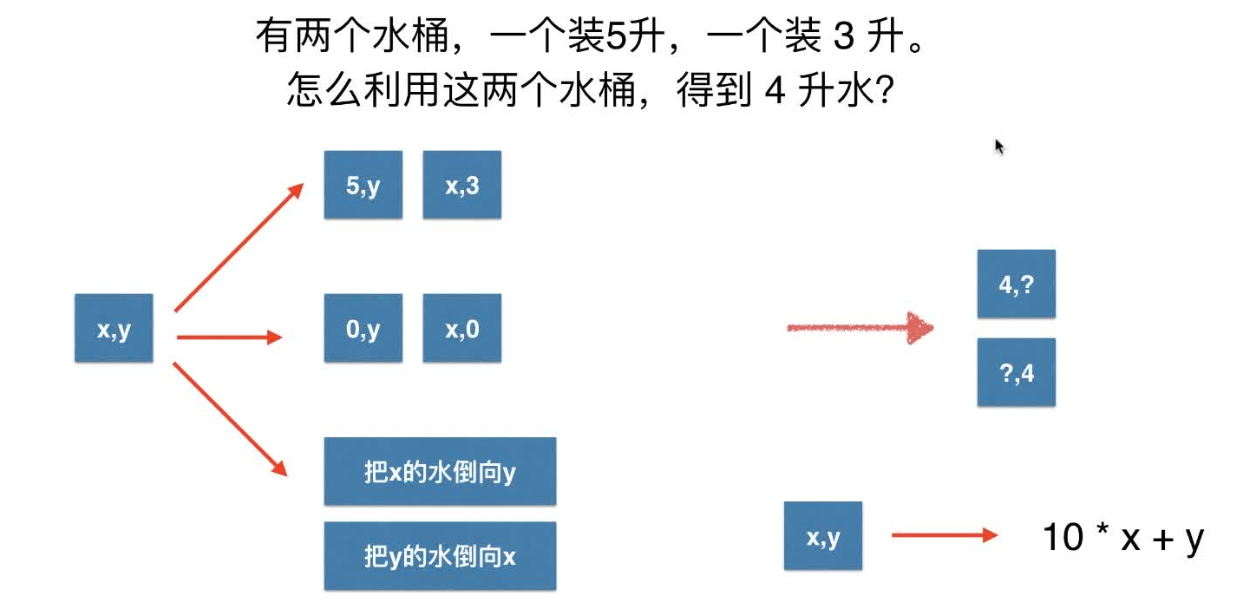 有两个水桶，一个装5升，一个装 3 升。
怎么利用这两个水桶，得到 4 升水？
5,y
x,3
x,y
0,y
x,0
把x的水倒向y
把y的水倒向x
4,?
?,4
x,y
10 * x + y